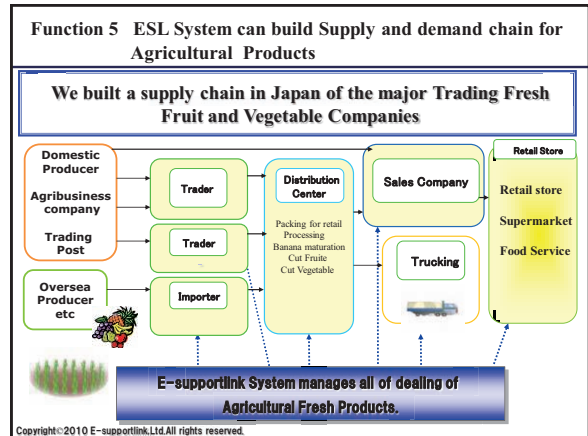 Function 5 ESL System can build Supply and demand chain for
Agricultural Products
We built a supply chain in Japan of the major Trading Fresh
Fruit and Vegetable Companies
Domestic
Producer
Agribusiness
company
Trading
Post
Oversea
Producer
etc
Trader
Trader
Importer
Distribution
Center
Packing for retail
Processing
Banana maturation
Cut Fruite
Cut Vegetable
Sales Company
Trucking
Retail Store
Retail store
Supermarket
Food Service
E-supportlink System manages all of dealing of
Agricultural Fresh Products.
Copyright©2010 E-supportlink,Ltd.All rights reserved.